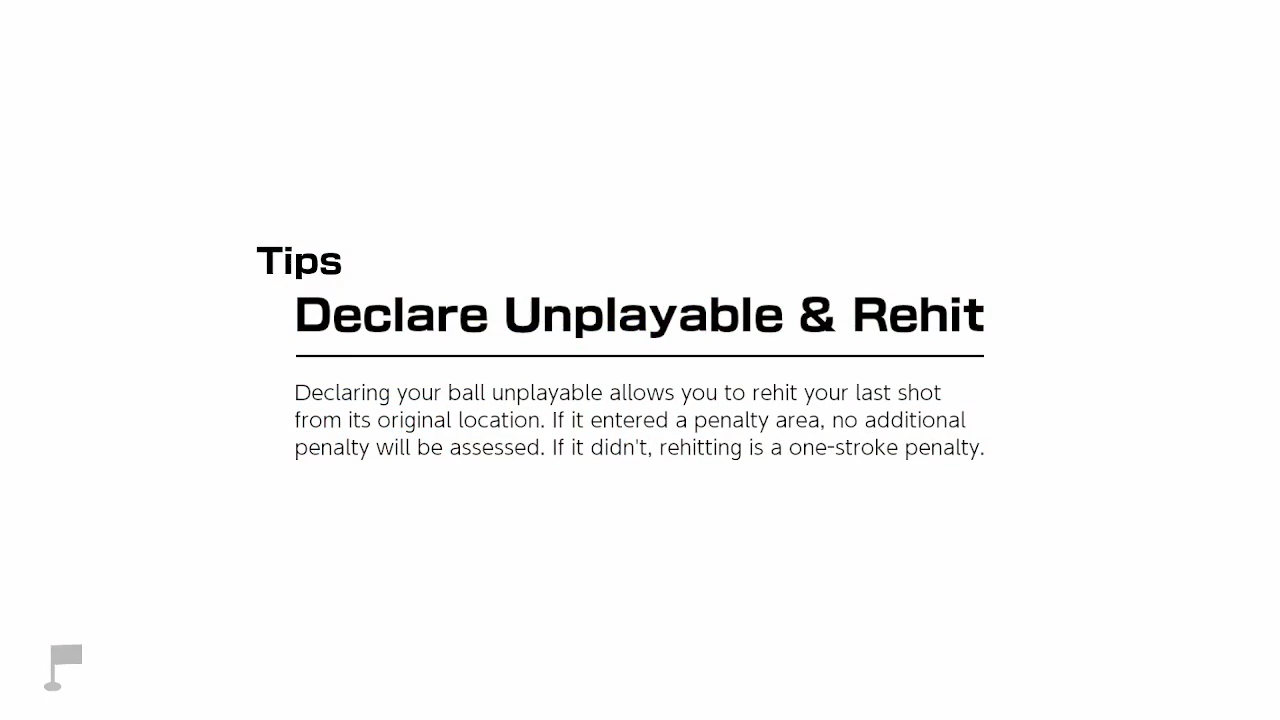 Tips
Declare Unplayable & Rehit
Declaring your ball unplayable allows you to rehit your last shot
from its original location. If it entered a penalty area, no additional
penalty will be assessed. If it didn't, rehitting is a one-stroke penalty.